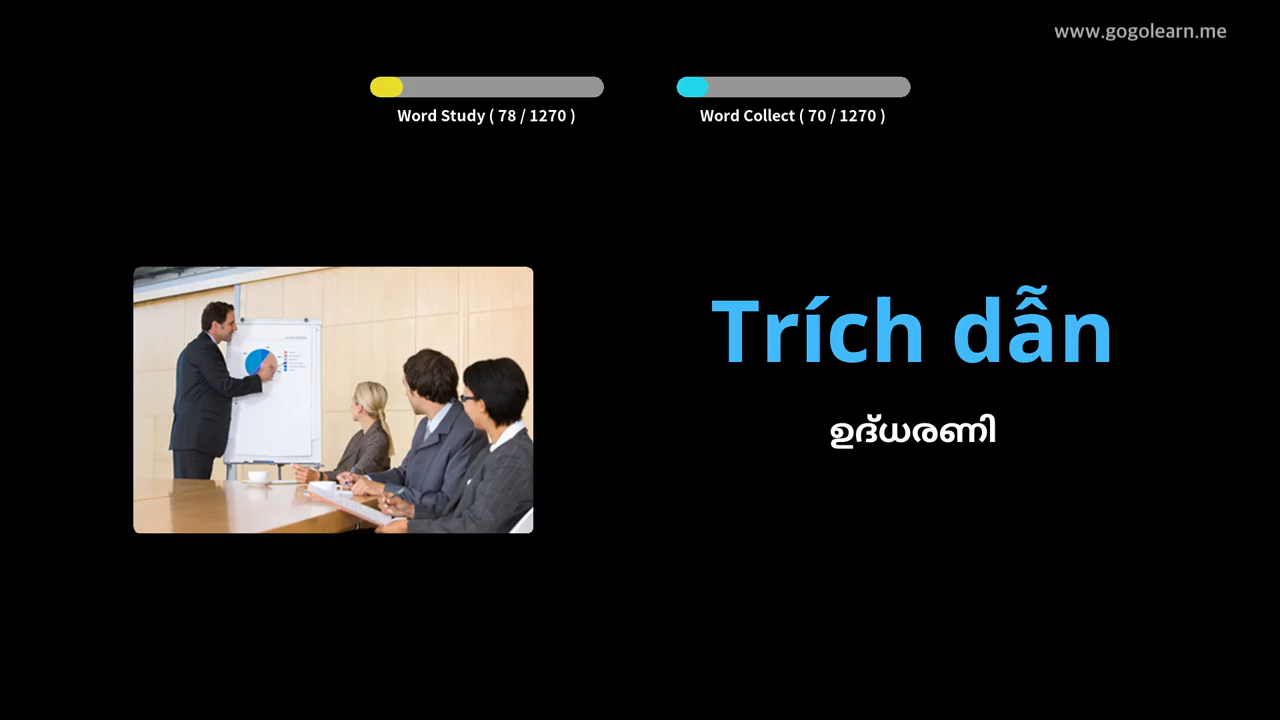 www.gogolearn.me
Word Study ( 78 / 1270 )
Word Collect ( 70 / 1270 )
Trích dẫn
ഉദ്ധരണി